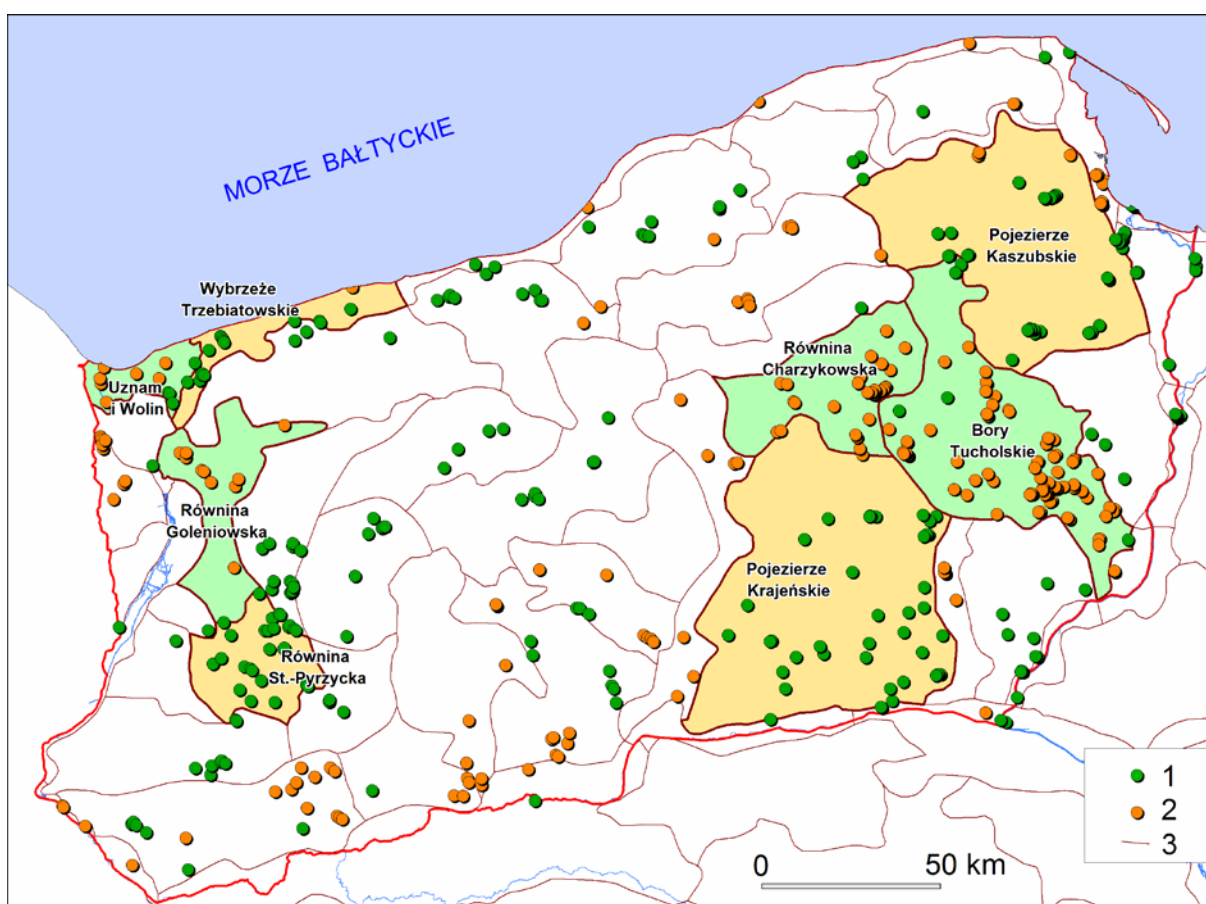 MORZE BAŁTYCKIE
Pojezierze
Kaszubskie
Wybrzeże
Trzebiatowskie
Równina
Charzykowska
Uznam
i Wolin
Bory
Tucholskie
Równina
Goleniowska
Pojezierze
Krajeńskie
Równina
St.-Pyrzycka
1
2
3
0 50 km